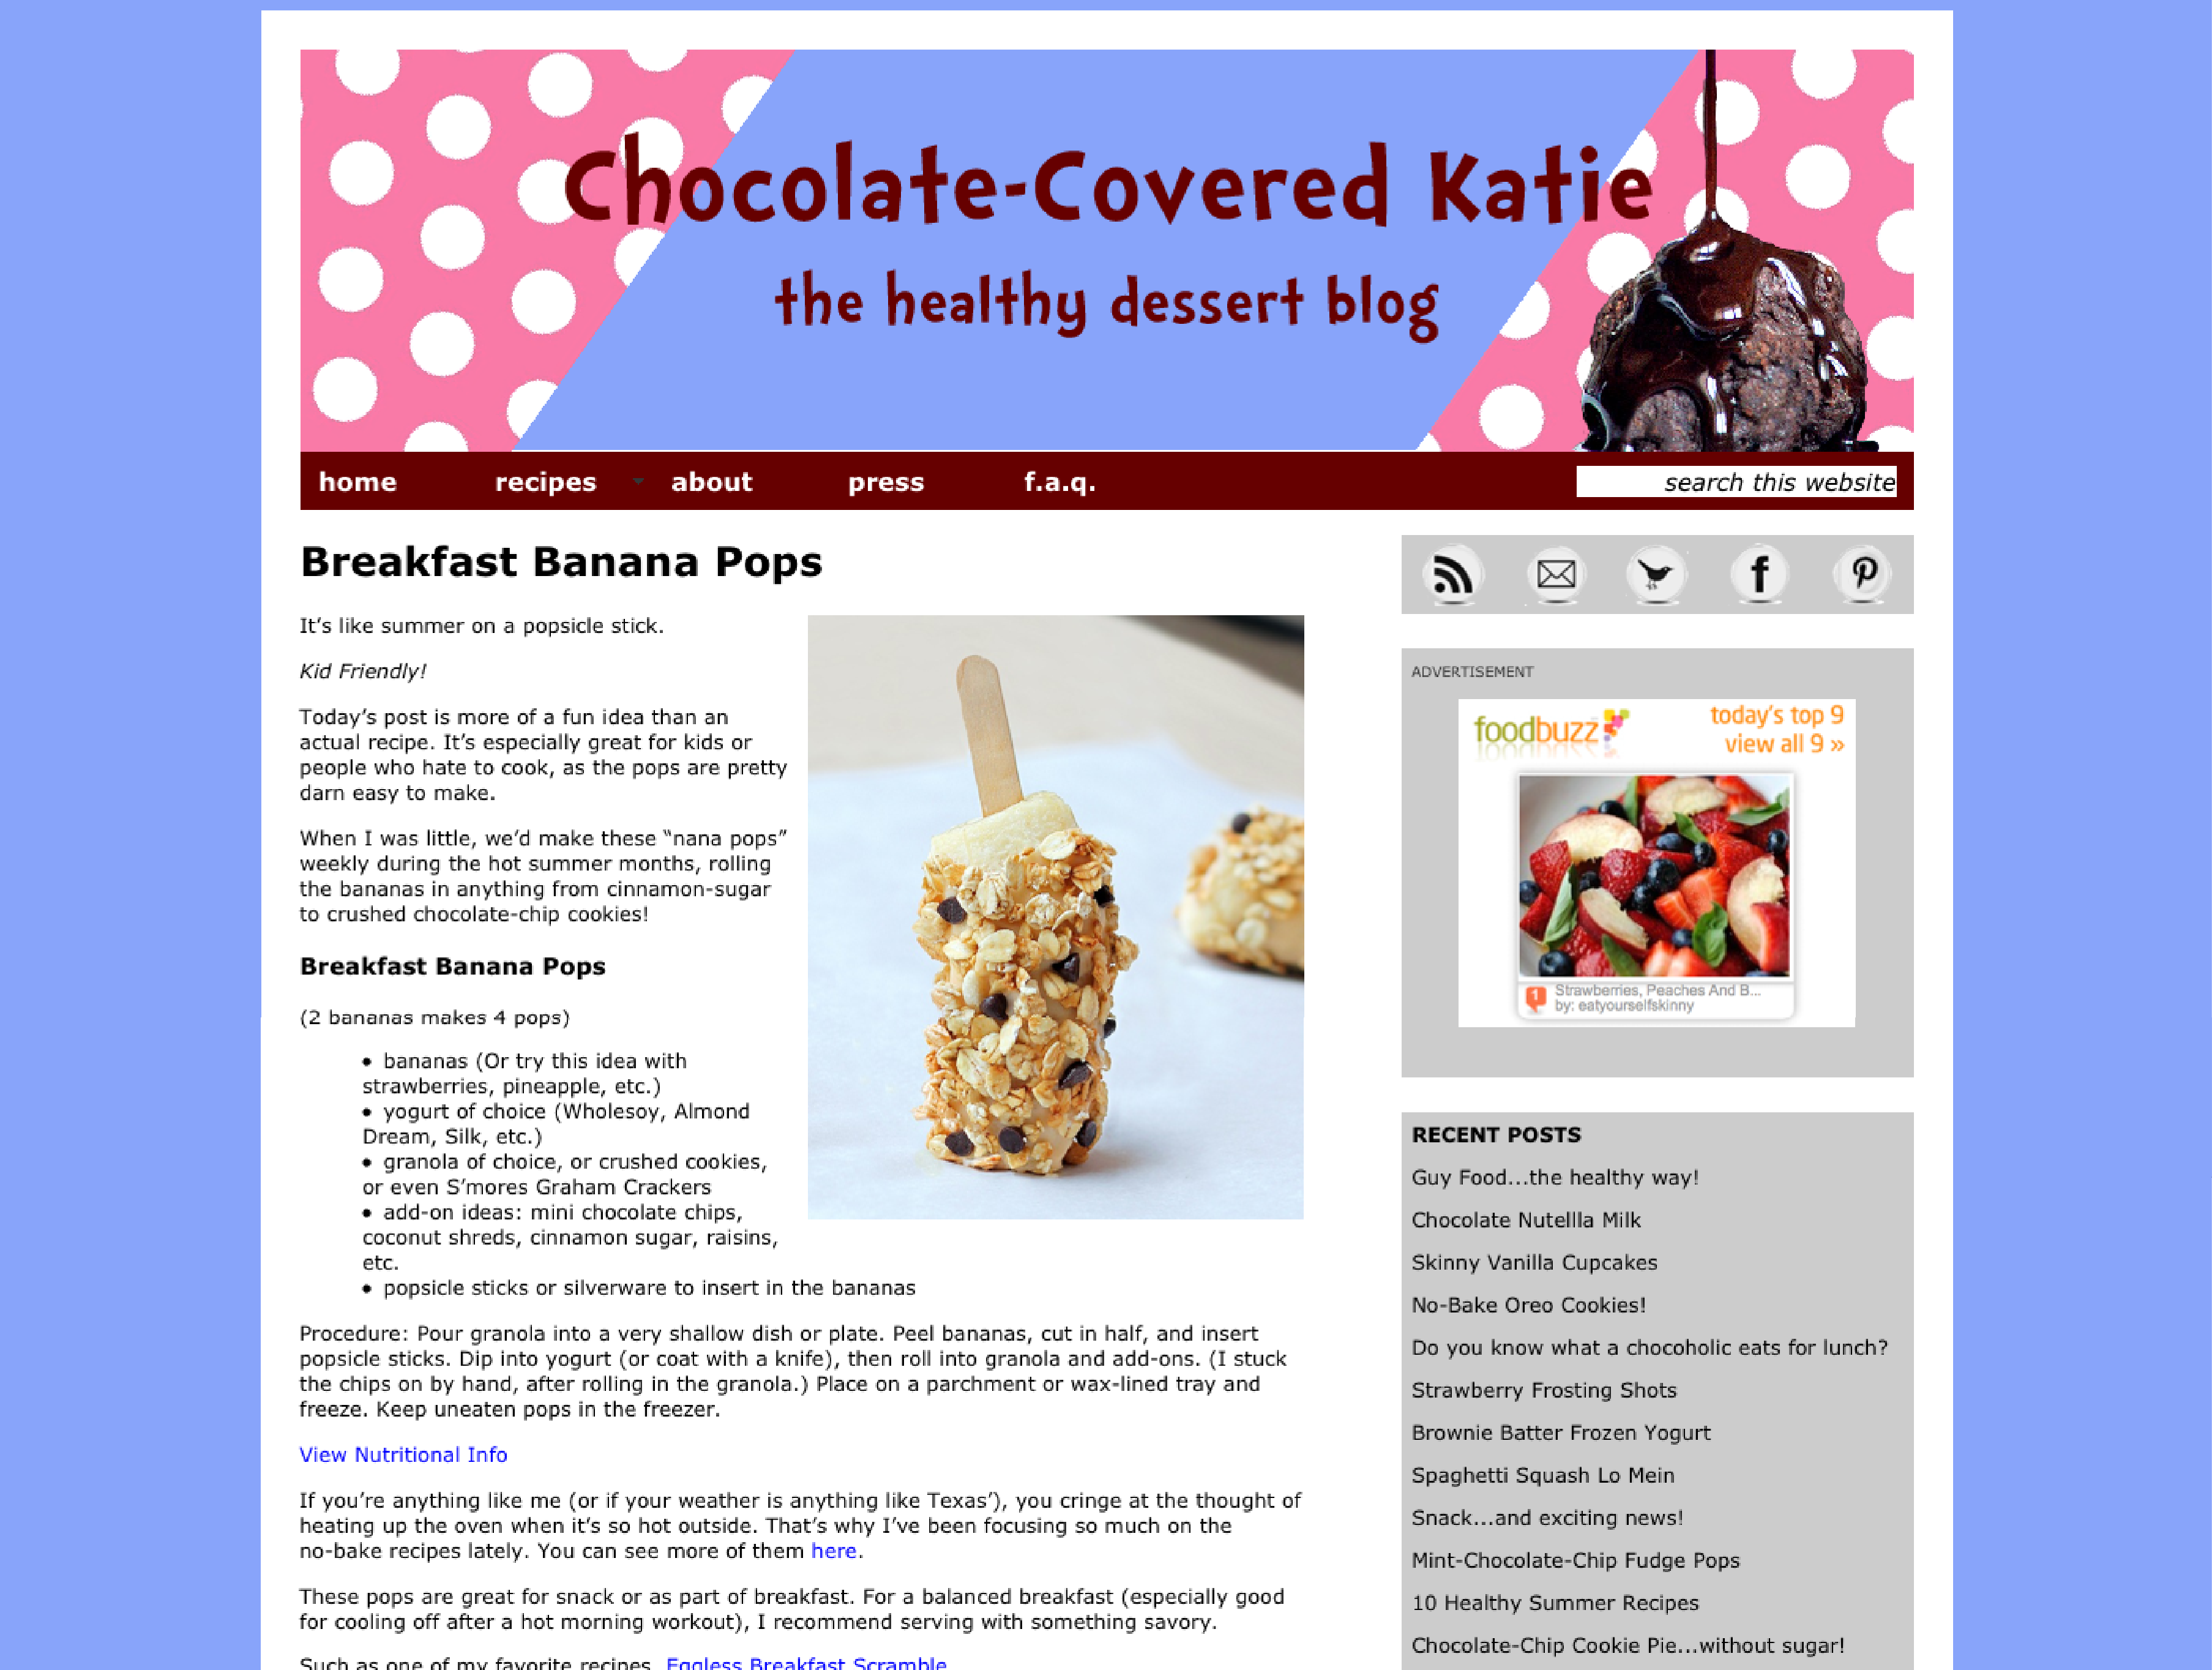 Chocolate-Covered Katie
the healthy dessert blog
home recipes about press f.a.q. search this website
Breakfast Banana Pops
It’s like summer on a popsicle stick.
Kid Friendly!
Today’s post is more of a fun idea than an
actual recipe. It’s especially great for kids or
people who hate to cook, as the pops are pretty
darn easy to make.
When I was little, we’d make these “nana pops”
weekly during the hot summer months, rolling
the bananas in anything from cinnamon-sugar
to crushed chocolate-chip cookies!
Breakfast Banana Pops
(2 bananas makes 4 pops)
• bananas (Or try this idea with
strawberries, pineapple, etc.)
• yogurt of choice (Wholesoy, Almond
Dream, Silk, etc.)
• granola of choice, or crushed cookies,
or even S’mores Graham Crackers
• add-on ideas: mini chocolate chips,
coconut shreds, cinnamon sugar, raisins,
etc.
• popsicle sticks or silverware to insert in the bananas
Procedure: Pour granola into a very shallow dish or plate. Peel bananas, cut in half, and insert
popsicle sticks. Dip into yogurt (or coat with a knife), then roll into granola and add-ons. (I stuck
the chips on by hand, after rolling in the granola.) Place on a parchment or wax-lined tray and
freeze. Keep uneaten pops in the freezer.
View Nutritional Info
If you’re anything like me (or if your weather is anything like Texas’), you cringe at the thought of
heating up the oven when it’s so hot outside. That’s why I’ve been focusing so much on the
no-bake recipes lately. You can see more of them here.
These pops are great for snack or as part of breakfast. For a balanced breakfast (especially good
for cooling off after a hot morning workout), I recommend serving with something savory.
Such as one of my favorite recipes, Eggless Breakfast Scramble
ADVERTISEMENT
foodbuzz
today's top 9
view all 9 »
1
Strawberries, Peaches And B...
by: eatyourselfskinny
RECENT POSTS
Guy Food...the healthy way!
Chocolate Nutellla Milk
Skinny Vanilla Cupcakes
No-Bake Oreo Cookies!
Do you know what a chocoholic eats for lunch?
Strawberry Frosting Shots
Brownie Batter Frozen Yogurt
Spaghetti Squash Lo Mein
Snack...and exciting news!
Mint-Chocolate-Chip Fudge Pops
10 Healthy Summer Recipes
Chocolate-Chip Cookie Pie...without sugar!